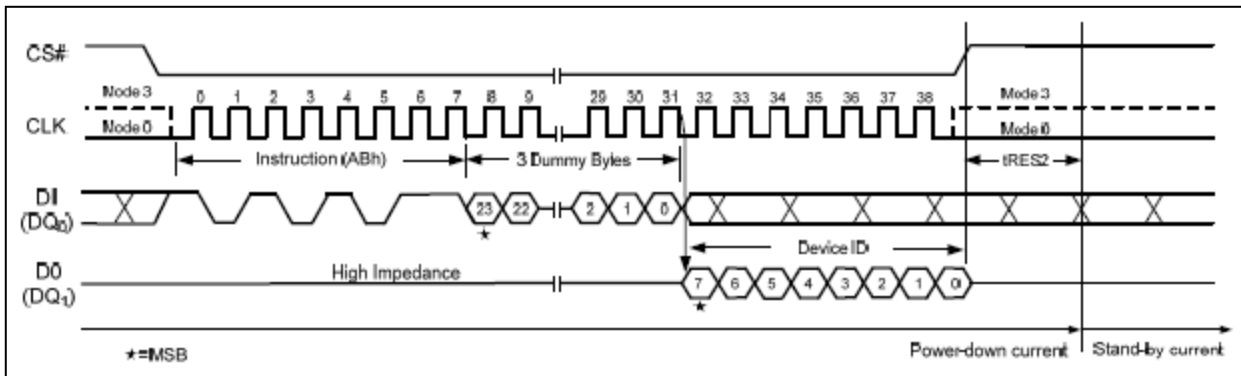 CS#
Mode 3 0 1 2 3 4 5 6 7 8 9 29 30 31 32 33 34 35 36 37 38 Mode 3
CLK
Mode 0 Mode 0
Instruction (ABh) 3 Dummy Byles tRES2
DI
(DQ0) 23 22 2 1 0
★ Device ID
DO High Impedance
(DQ1) 7 6 5 4 3 2 1 0
★
★=MSB Power-down current Stand-by current